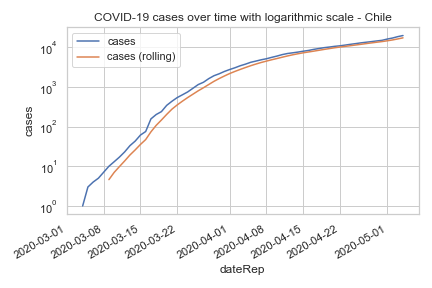 COVID-19 cases over time with logarithmic scale - Chile
cases
cases (rolling)
10⁴
10³
10²
10¹
10⁰
cases
2020-03-01
2020-03-08
2020-03-15
2020-03-22
2020-04-01
2020-04-08
2020-04-15
2020-04-22
2020-05-01
dateRep